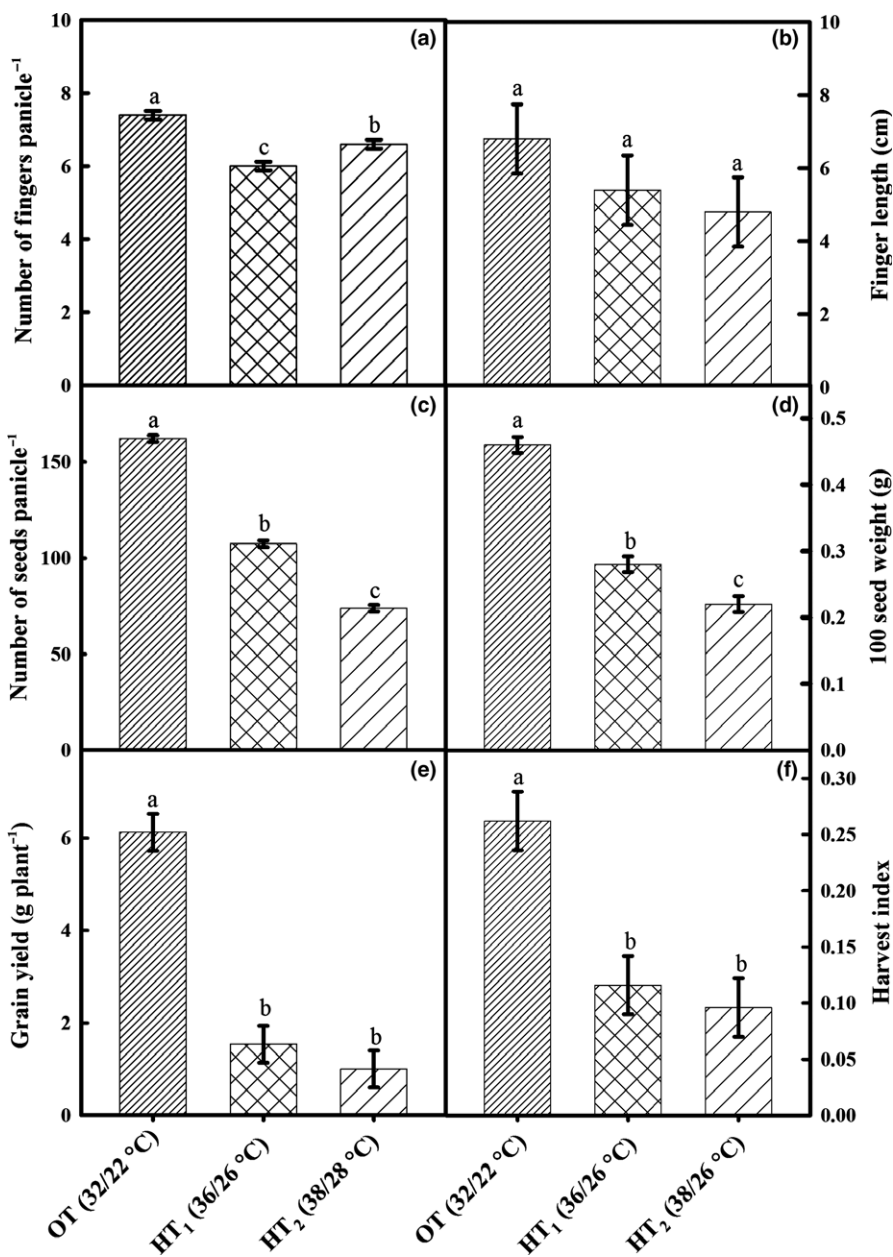 10
8
6
4
2
0
Number of fingers panicle⁻¹
(a)
a
c
b
(b)
a
a
a
10
8
6
4
2
0
Finger length (cm)
150
100
50
0
Number of seeds panicle⁻¹
(c)
a
b
c
(d)
a
b
c
0.5
0.4
0.3
0.2
0.1
0.0
100 seed weight (g)
6
4
2
0
Grain yield (g plant⁻¹)
(e)
a
b
b
(f)
a
b
b
0.30
0.25
0.20
0.15
0.10
0.05
0.00
Harvest index
OT (32/22 °C)
HT₁ (36/26 °C)
HT₂ (38/28 °C)
OT (32/22 °C)
HT₁ (36/26 °C)
HT₂ (38/26 °C)